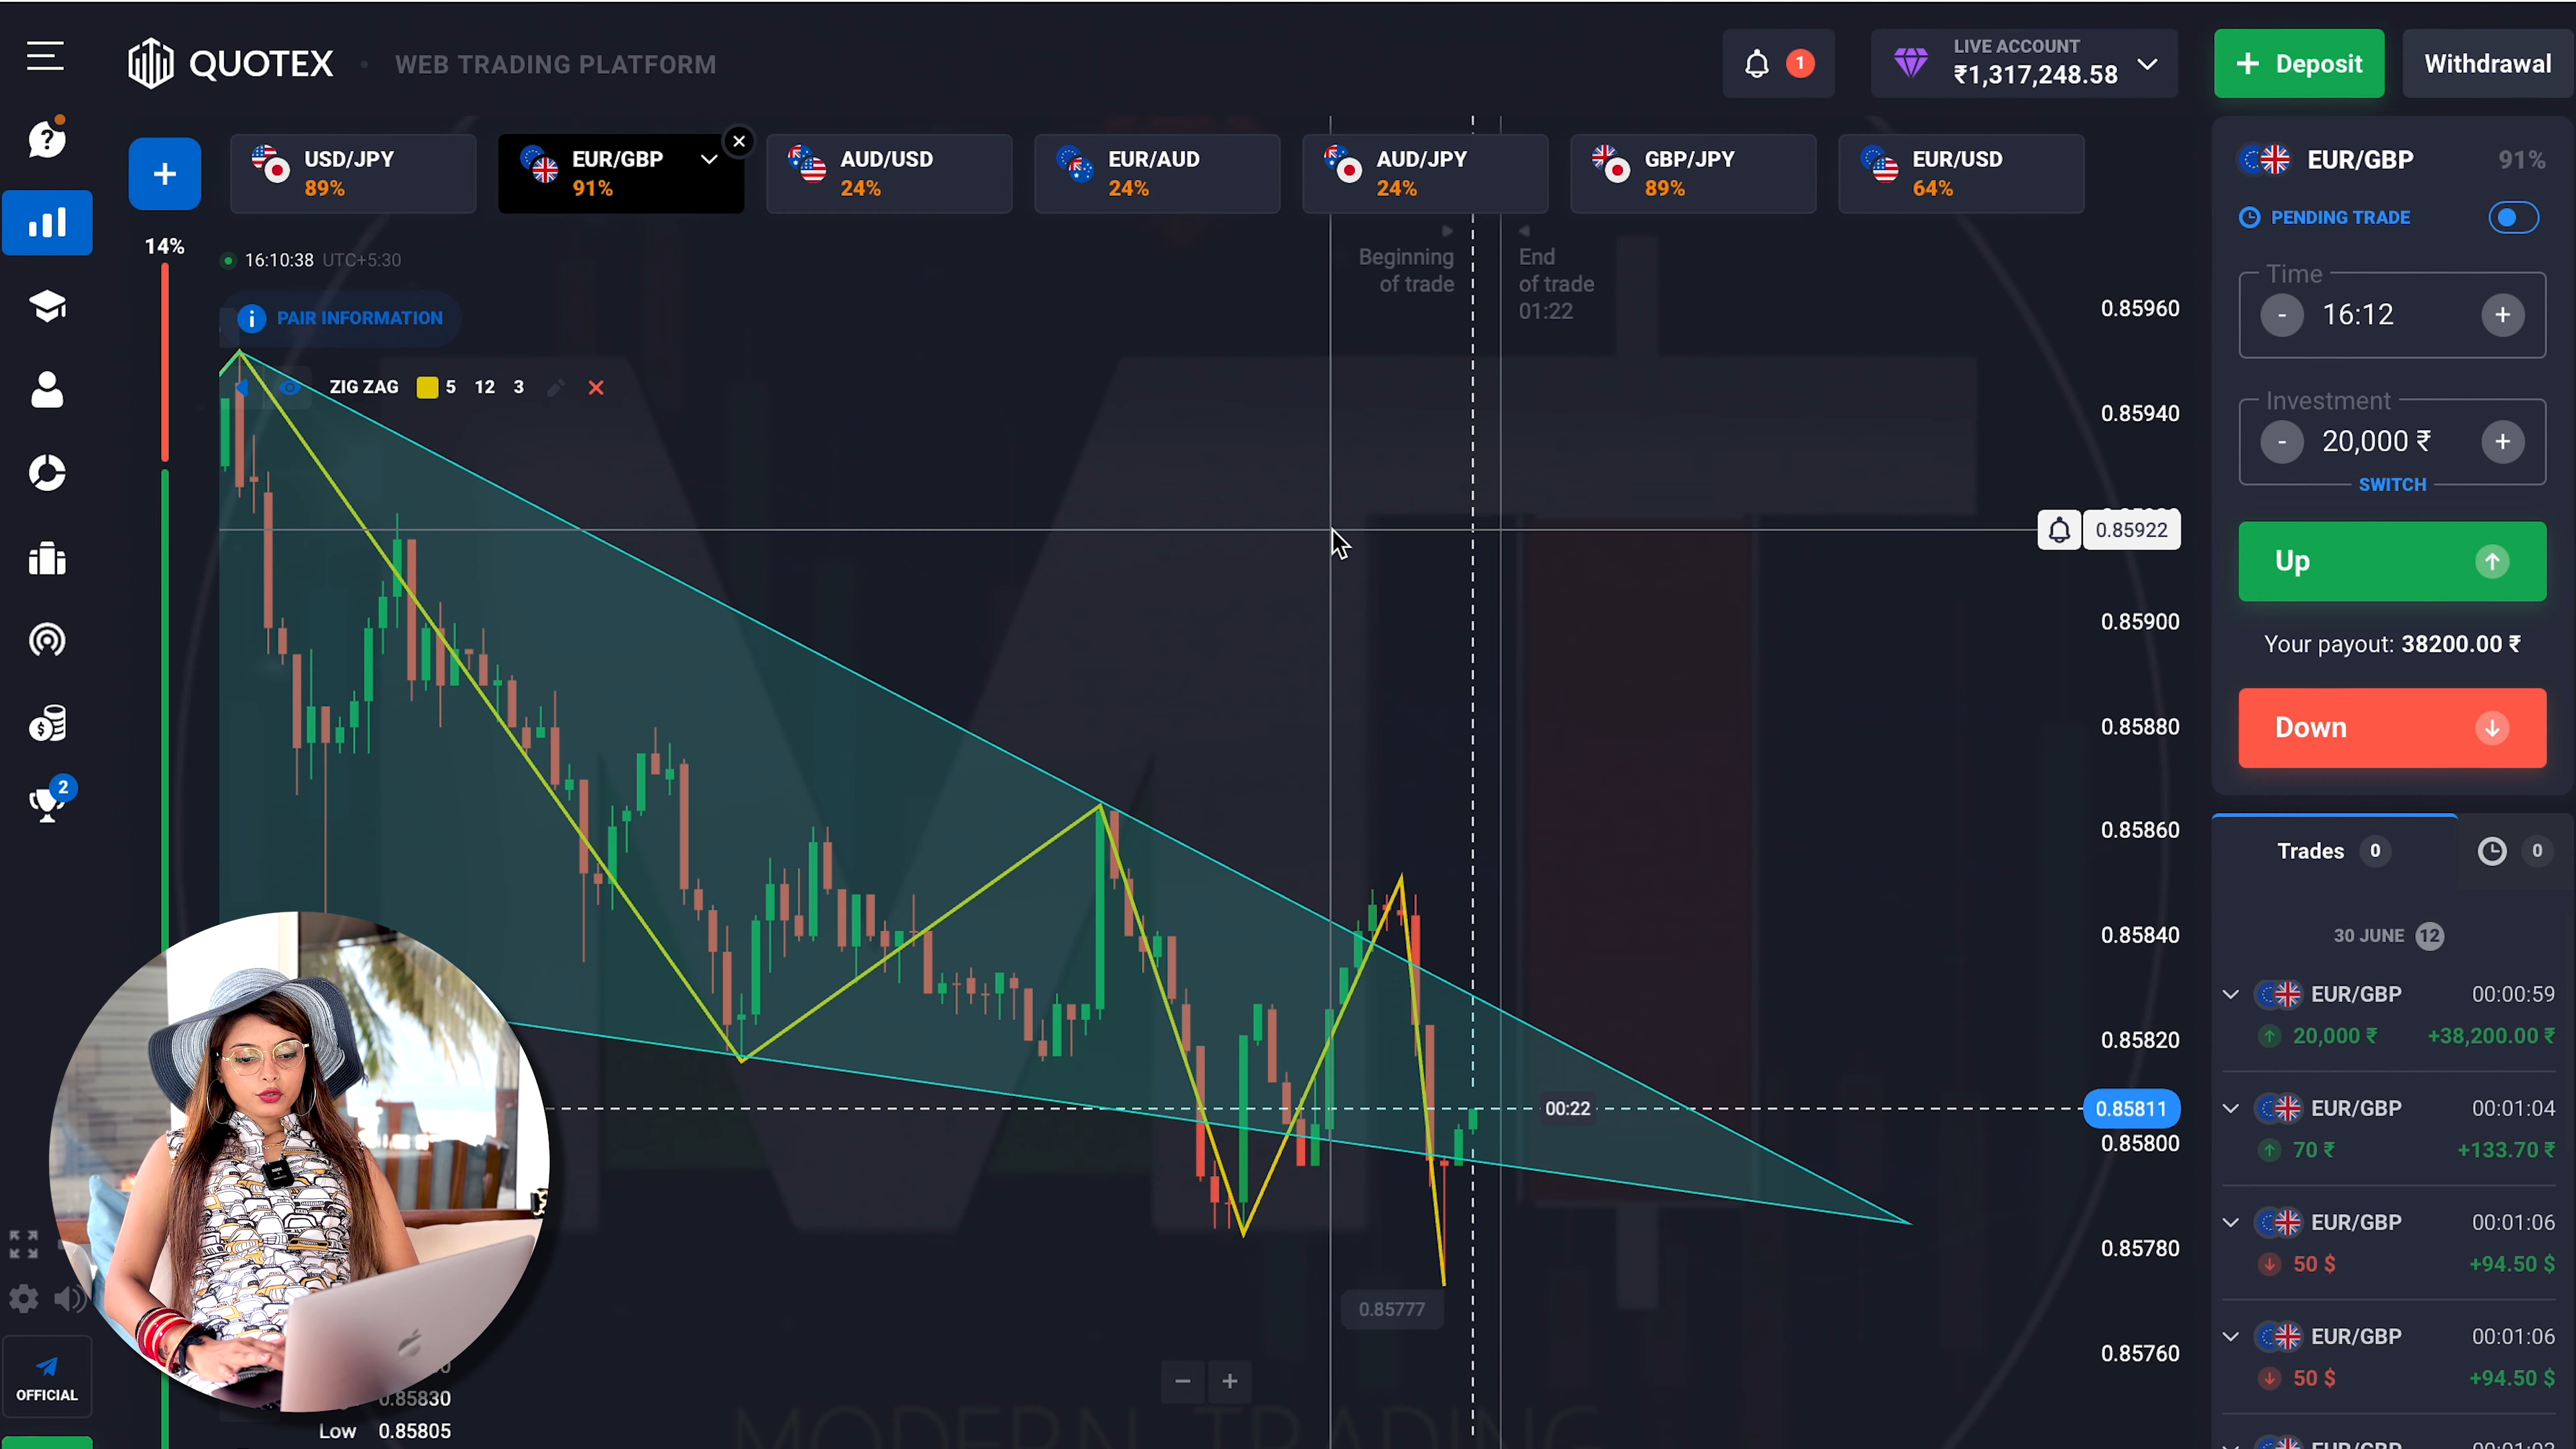 QUOTEX
WEB TRADING PLATFORM
1
LIVE ACCOUNT
₹1,317,248.58
+ Deposit
Withdrawal
USD/JPY
89%
EUR/GBP
91%
AUD/USD
24%
EUR/AUD
24%
AUD/JPY
24%
GBP/JPY
89%
EUR/USD
64%
14%
16:10:38 UTC+5:30
PAIR INFORMATION
ZIG ZAG 5 12 3
Beginning
of trade
End
of trade
01:22
0.85960
0.85940
0.85922
0.85900
0.85880
0.85860
0.85840
0.85820
00:22
0.85811
0.85800
0.85780
0.85777
0.85760
0.85830
Low 0.85805
MODERN TRADING
2
OFFICIAL
EUR/GBP 91%
PENDING TRADE
Time
- 16:12 +
Investment
- 20,000 ₹ +
SWITCH
Up
Your payout: 38200.00 ₹
Down
Trades 0
0
30 JUNE 12
EUR/GBP 00:00:59
20,000 ₹ +38,200.00 ₹
EUR/GBP 00:01:04
70 ₹ +133.70 ₹
EUR/GBP 00:01:06
50 $ +94.50 $
EUR/GBP 00:01:06
50 $ +94.50 $